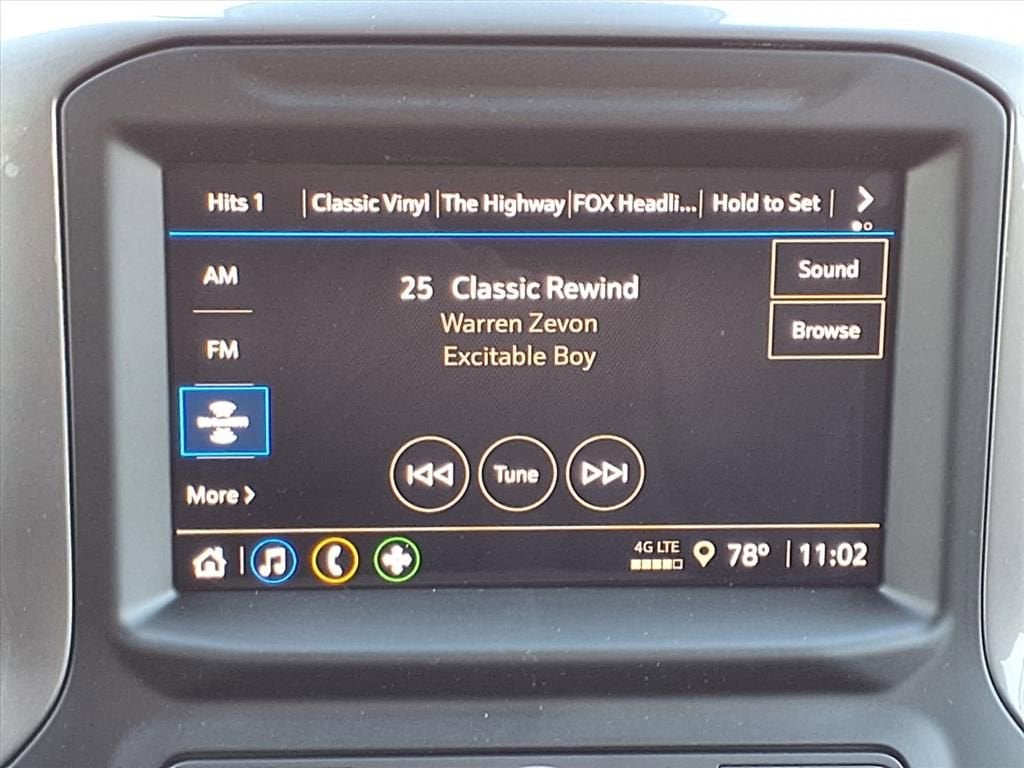 Hits 1 | Classic Vinyl | The Highway | FOX Headli... | Hold to Set |
AM
25 Classic Rewind
Sound
Warren Zevon
Browse
FM
Excitable Boy
Tune
More
4G LTE
78° | 11:02